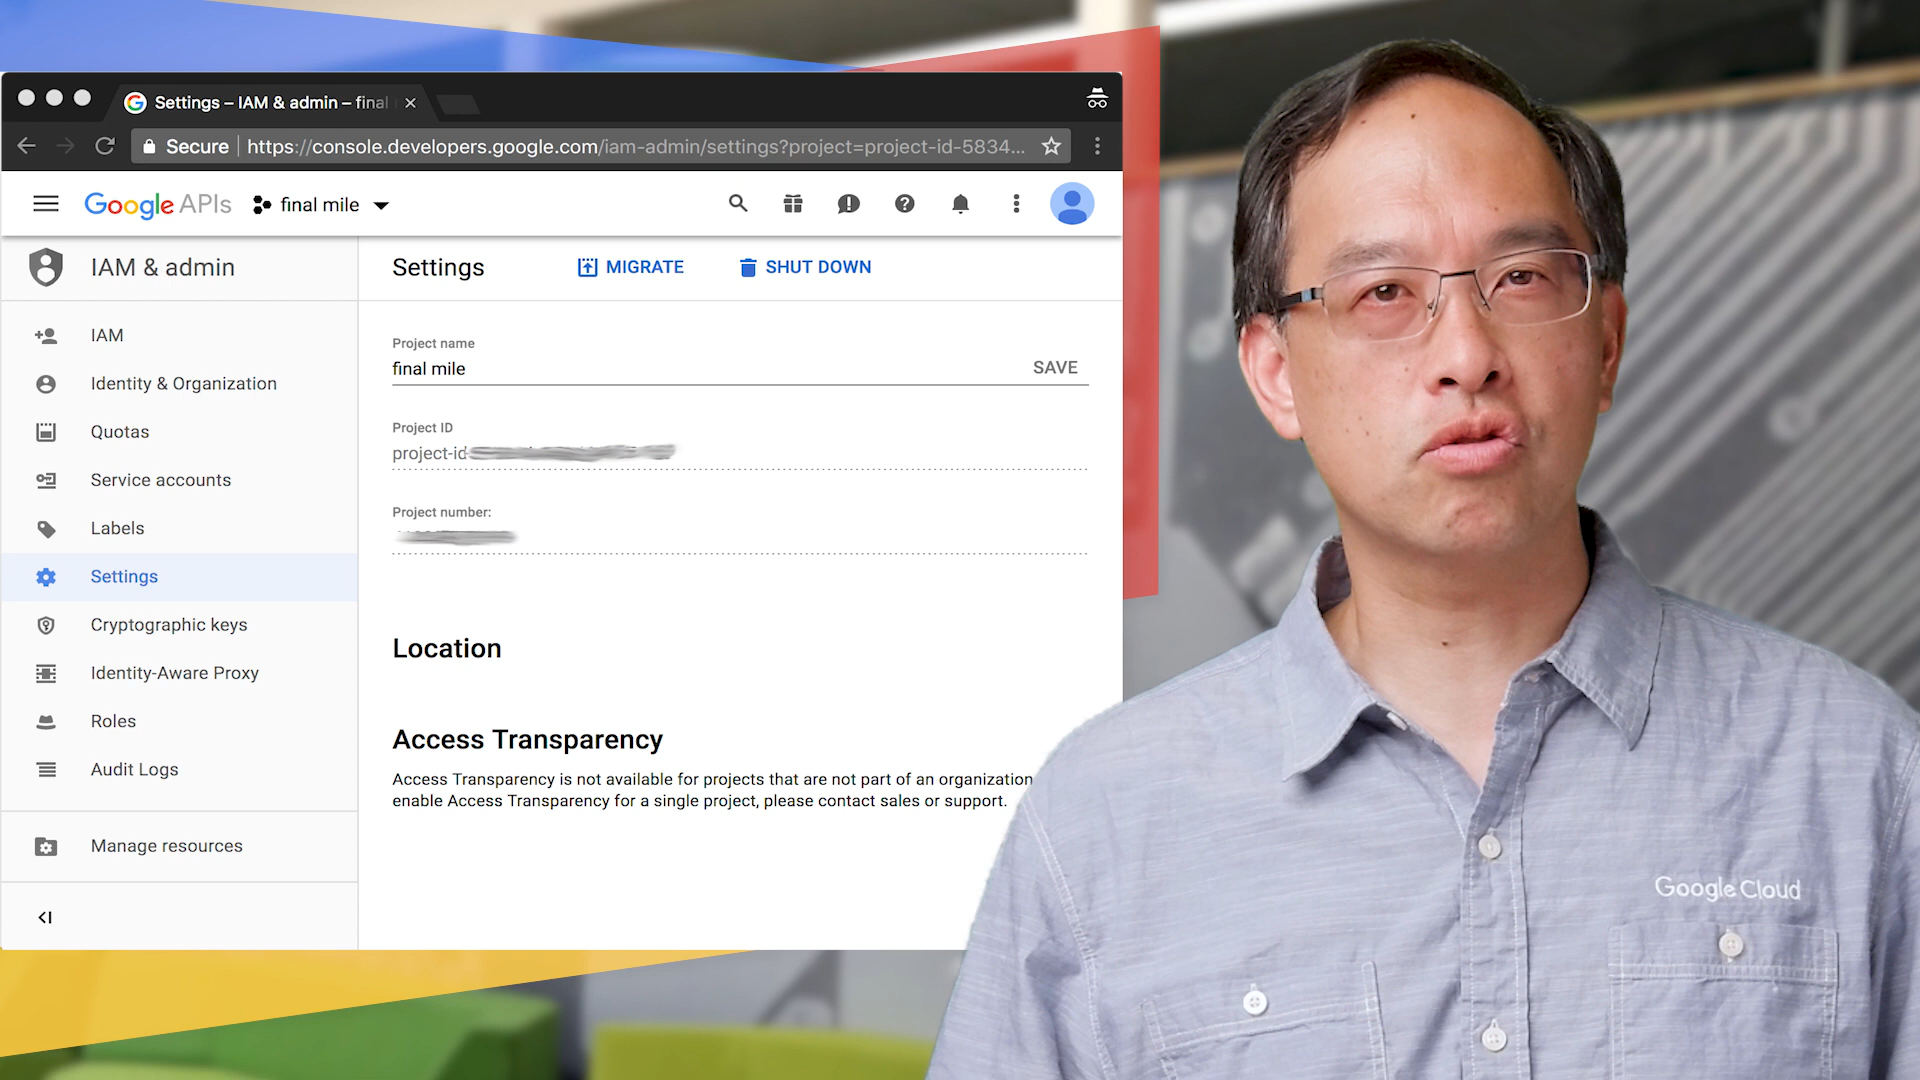 Settings – IAM & admin – final
Secure https://console.developers.google.com/iam-admin/settings?project=project-id-5834...
Google APIs final mile
IAM & admin
IAM
Identity & Organization
Quotas
Service accounts
Labels
Settings
Cryptographic keys
Identity-Aware Proxy
Roles
Audit Logs
Manage resources
Settings MIGRATE SHUT DOWN
Project name
final mile SAVE
Project ID
project-id
Project number:
Location
Access Transparency
Access Transparency is not available for projects that are not part of an organization
enable Access Transparency for a single project, please contact sales or support.
Google Cloud